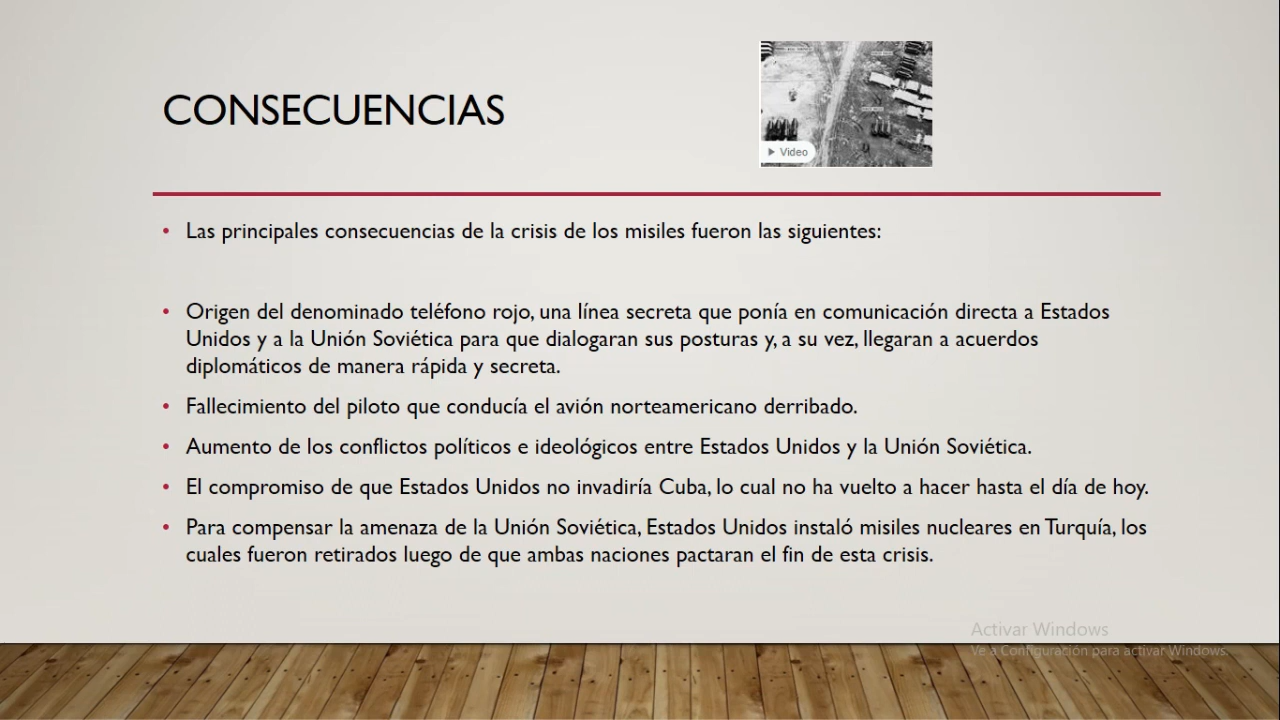 CONSECUENCIAS
Video
• Las principales consecuencias de la crisis de los misiles fueron las siguientes:
• Origen del denominado teléfono rojo, una línea secreta que ponía en comunicación directa a Estados
Unidos y a la Unión Soviética para que dialogaran sus posturas y, a su vez, llegaran a acuerdos
diplomáticos de manera rápida y secreta.
• Fallecimiento del piloto que conducía el avión norteamericano derribado.
• Aumento de los conflictos políticos e ideológicos entre Estados Unidos y la Unión Soviética.
• El compromiso de que Estados Unidos no invadiría Cuba, lo cual no ha vuelto a hacer hasta el día de hoy.
• Para compensar la amenaza de la Unión Soviética, Estados Unidos instaló misiles nucleares en Turquía, los
cuales fueron retirados luego de que ambas naciones pactaran el fin de esta crisis.
Activar Windows
Ve a Configuración para activar Windows.